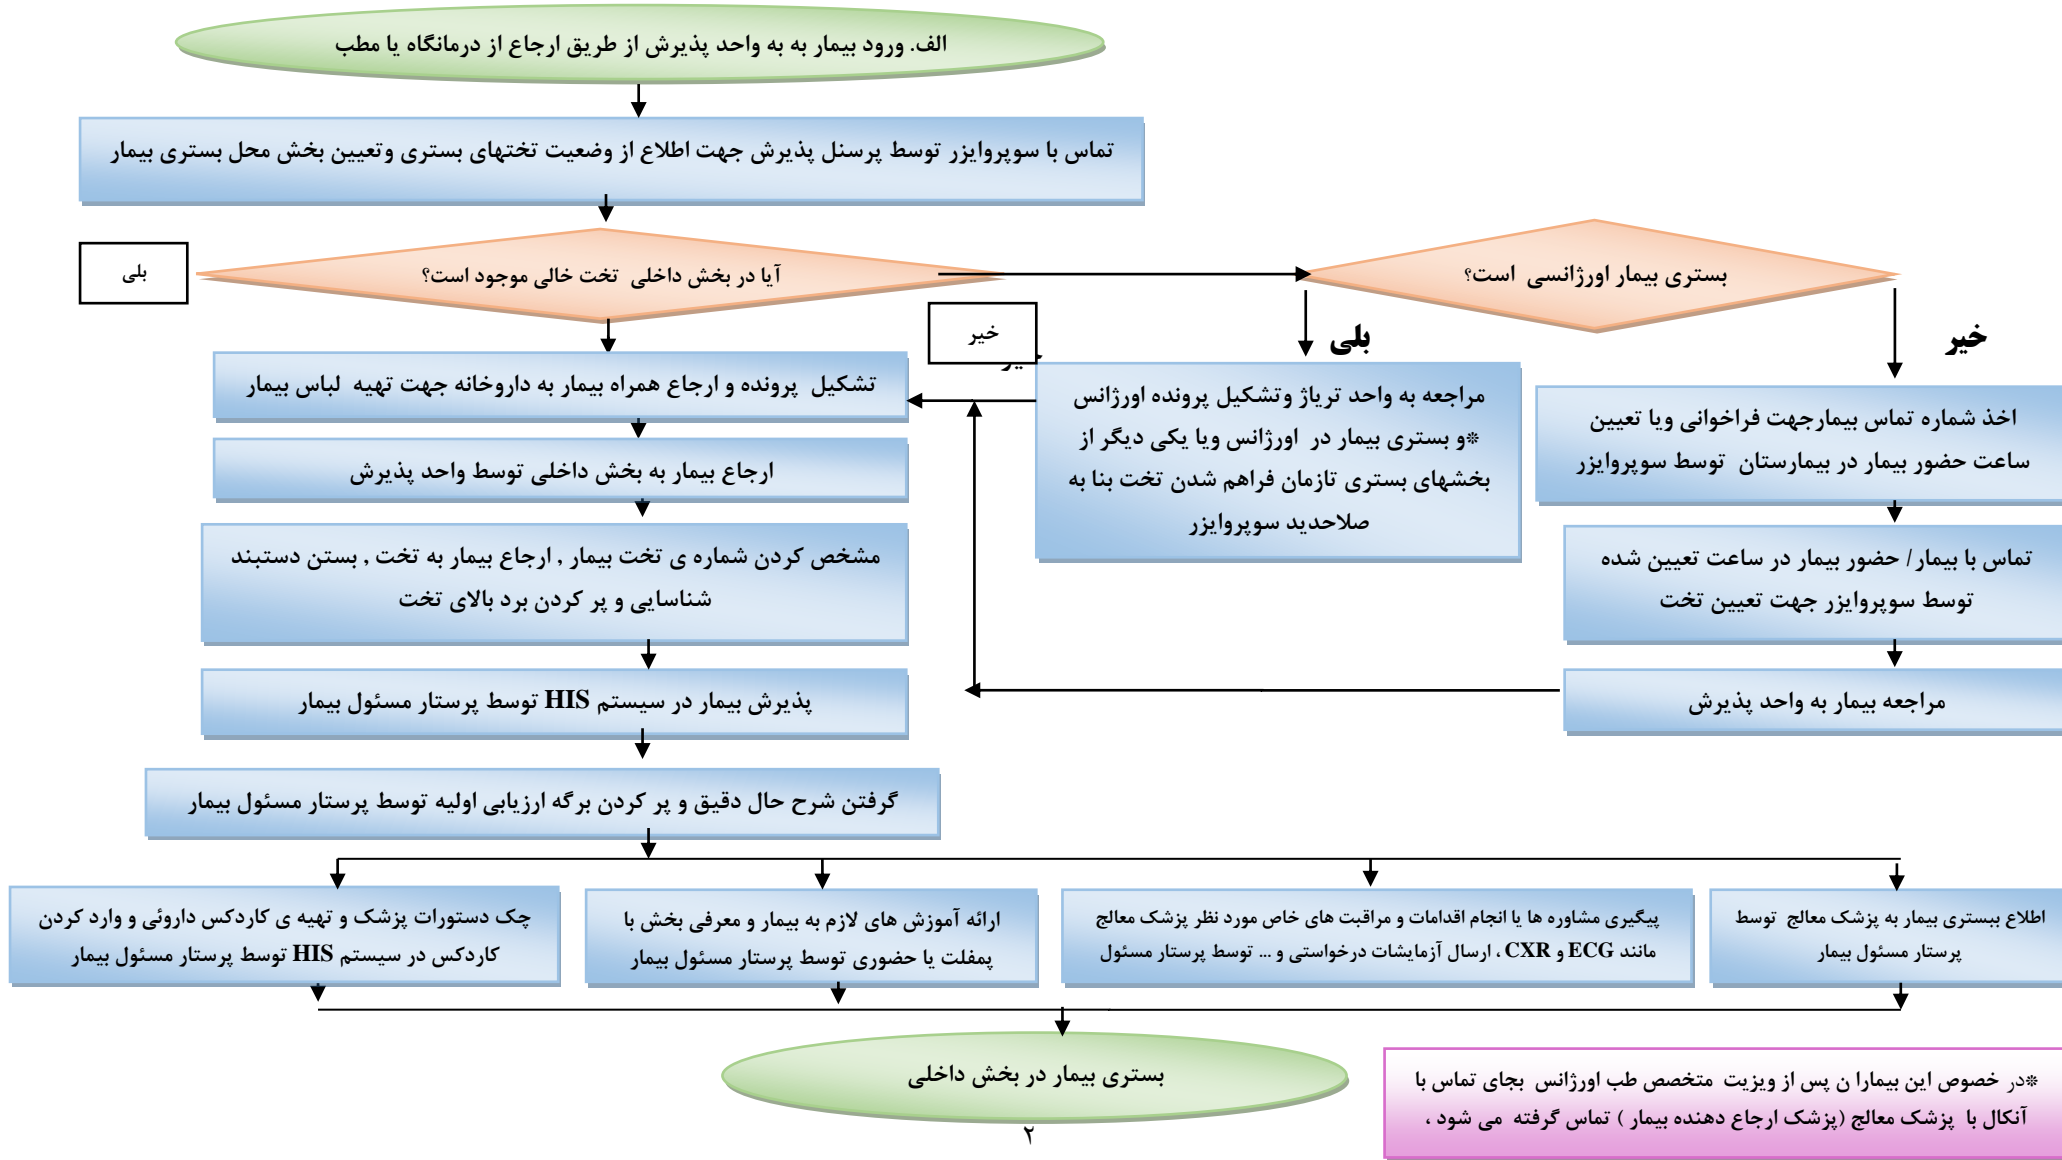 الف. ورود بیمار به به واحد پذیرش از طریق ارجاع از درمانگاه یا مطب
تماس با سوپروایزر توسط پرسنل پذیرش جهت اطلاع از وضعیت تختهای بستری وتعیین بخش محل بستری بیمار
بستری بیمار اورژانسی است؟
آیا در بخش داخلی تخت خالی موجود است؟
بلی
خیر
بلی
خیر
تشکیل پرونده و ارجاع همراه بیمار به داروخانه جهت تهیه لباس بیمار
ارجاع بیمار به بخش داخلی توسط واحد پذیرش
مشخص کردن شماره ی تخت بیمار , ارجاع بیمار به تخت , بستن دستبند
شناسایی و پر کردن برد بالای تخت
پذیرش بیمار در سیستم HIS توسط پرستار مسئول بیمار
مراجعه به واحد تریاژ وتشکیل پرونده اورژانس
*و بستری بیمار در اورژانس ویا یکی دیگر از
بخشهای بستری تازمان فراهم شدن تخت بنا به
صلاحدید سوپروایزر
اخذ شماره تماس بیمارجهت فراخوانی ویا تعیین
ساعت حضور بیمار در بیمارستان توسط سوپروایزر
تماس با بیمار/ حضور بیمار در ساعت تعیین شده
توسط سوپروایزر جهت تعیین تخت
مراجعه بیمار به واحد پذیرش
گرفتن شرح حال دقیق و پر کردن برگه ارزیابی اولیه توسط پرستار مسئول بیمار
اطلاع ببستری بیمار به پزشک معالج توسط
پرستار مسئول بیمار
پیگیری مشاوره ها یا انجام اقدامات و مراقبت های خاص مورد نظر پزشک معالج
مانند ECG و CXR ، ارسال آزمایشات درخواستی و ... توسط پرستار مسئول
ارائه آموزش های لازم به بیمار و معرفی بخش با
پمفلت یا حضوری توسط پرستار مسئول بیمار
چک دستورات پزشک و تهیه ی کاردکس داروئی و وارد کردن
کاردکس در سیستم HIS توسط پرستار مسئول بیمار
بستری بیمار در بخش داخلی
*در خصوص این بیمارا ن پس از ویزیت متخصص طب اورژانس بجای تماس با
آنکال با پزشک معالج (پزشک ارجاع دهنده بیمار ) تماس گرفته می شود ،
۲